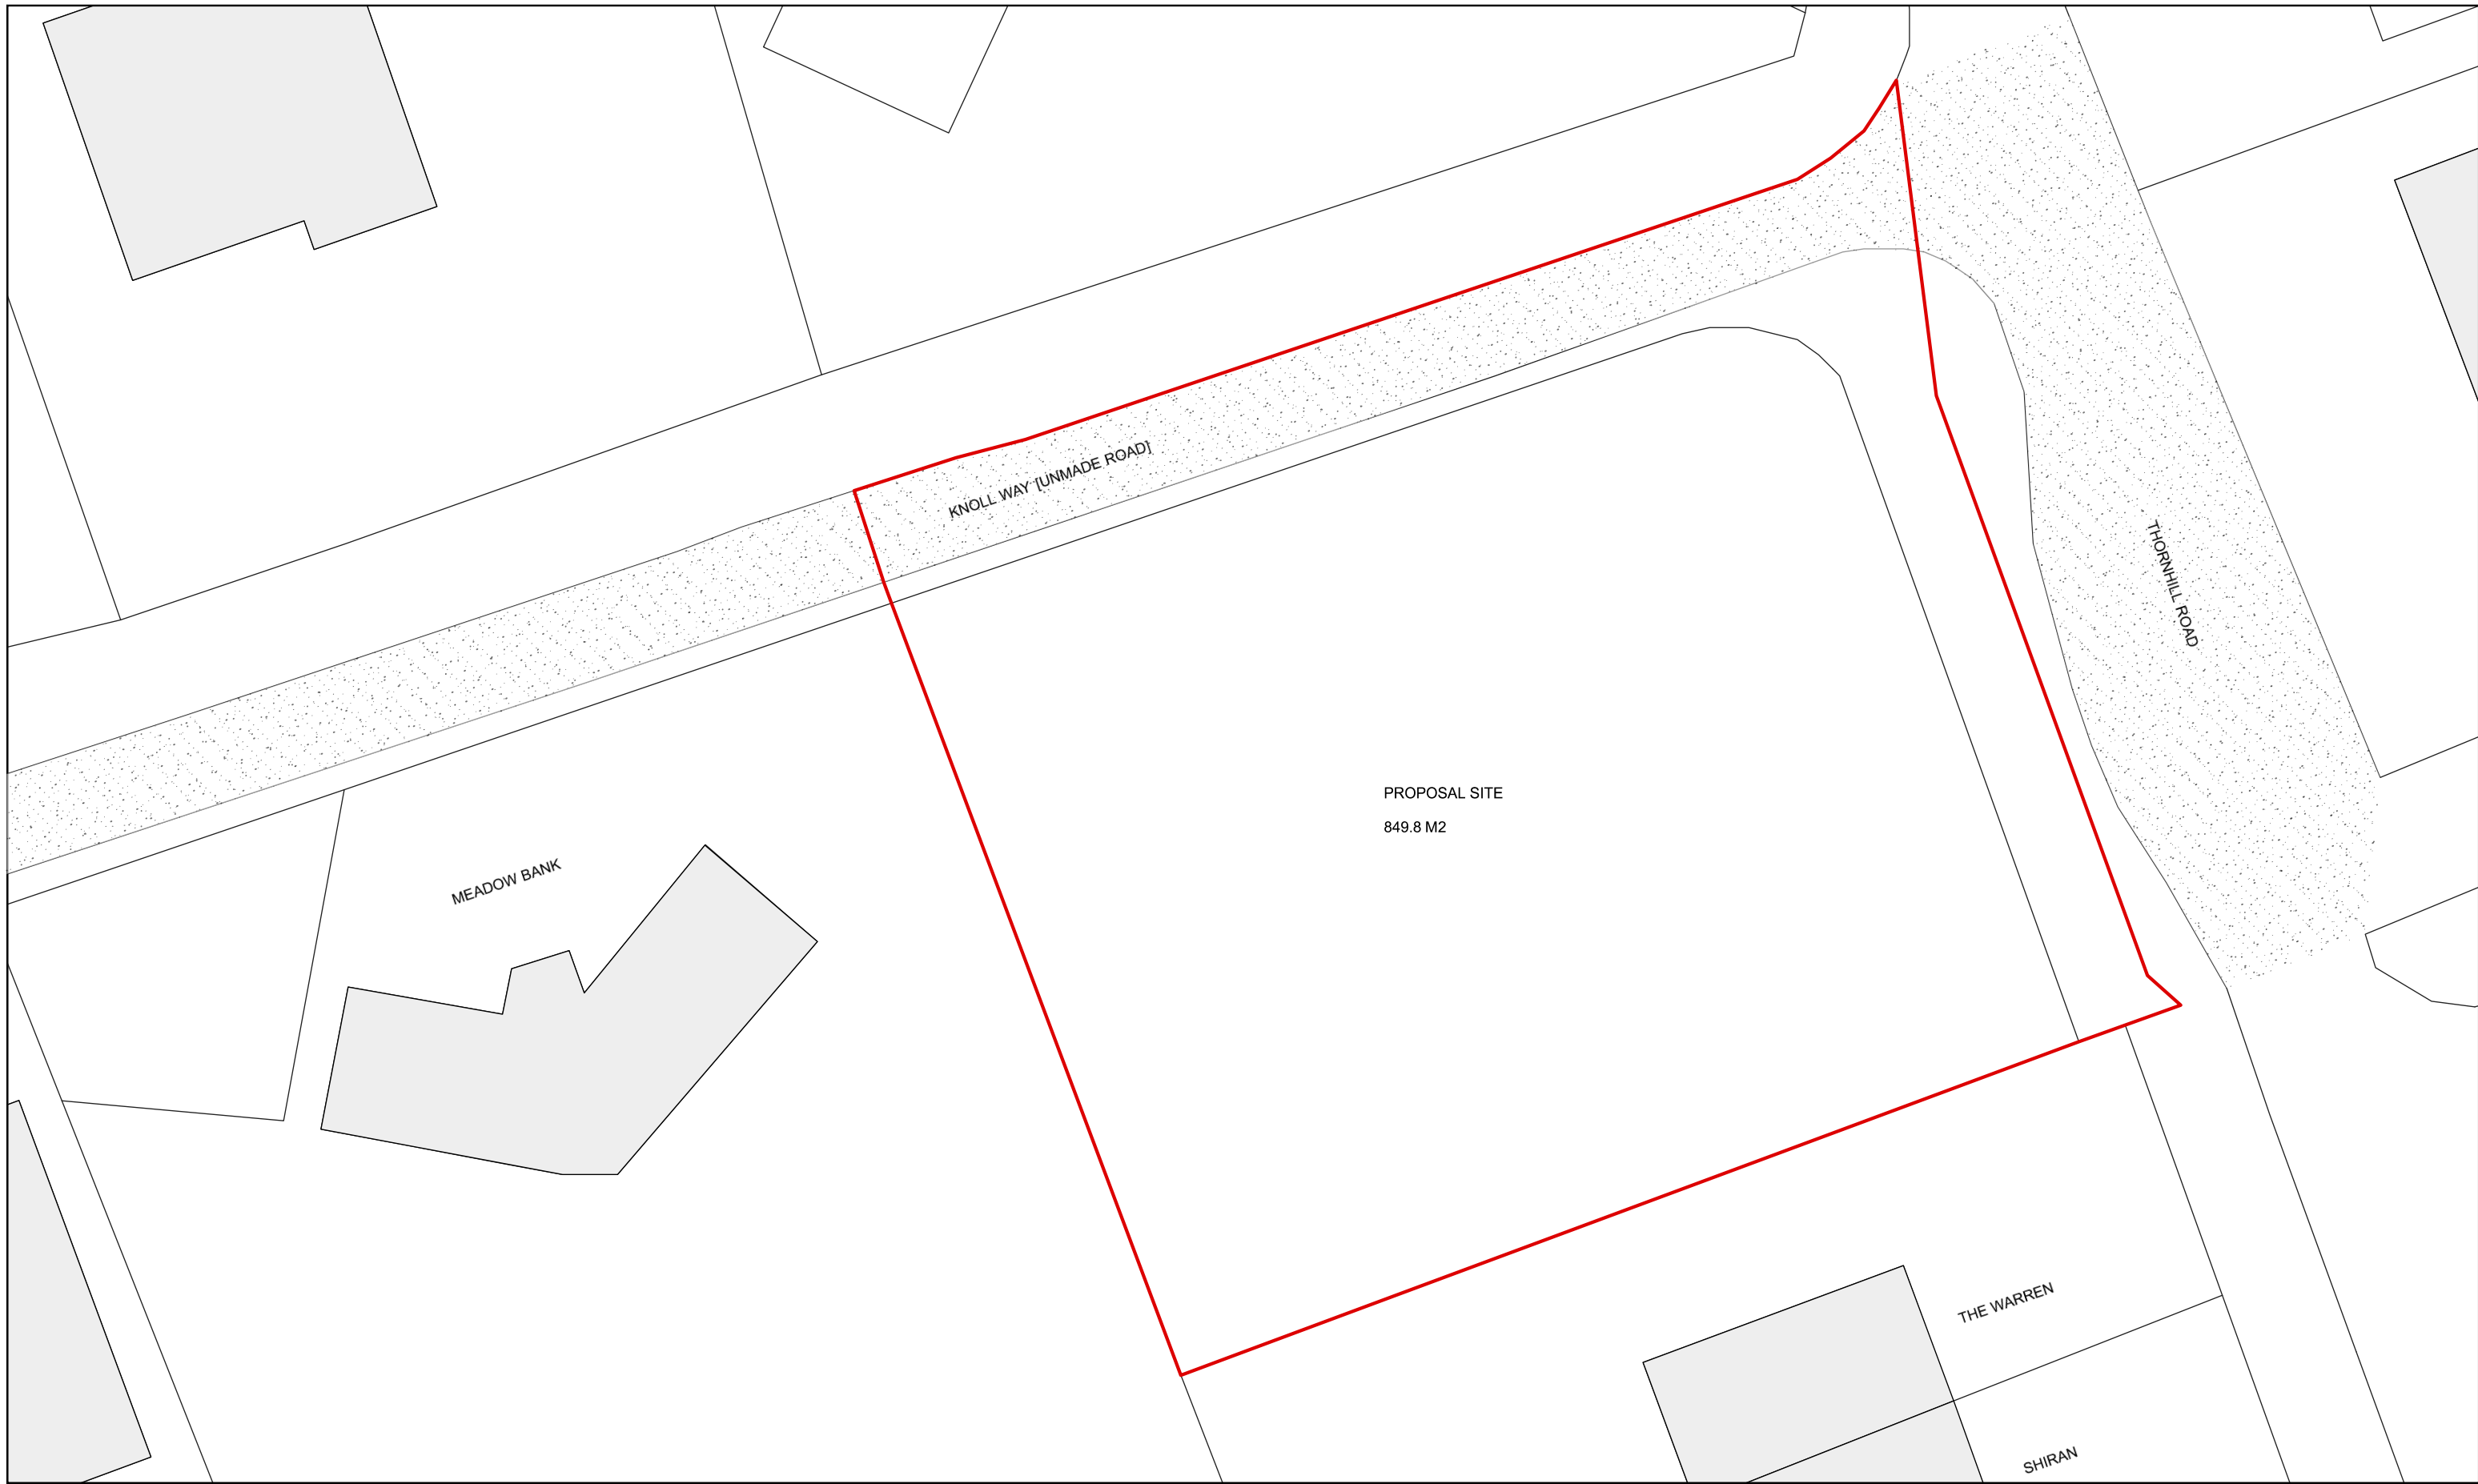 KNOLL WAY [UNMADE ROAD]
THORNHILL ROAD
PROPOSAL SITE
849.8 M2
MEADOW BANK
THE WARREN
SHIRAN